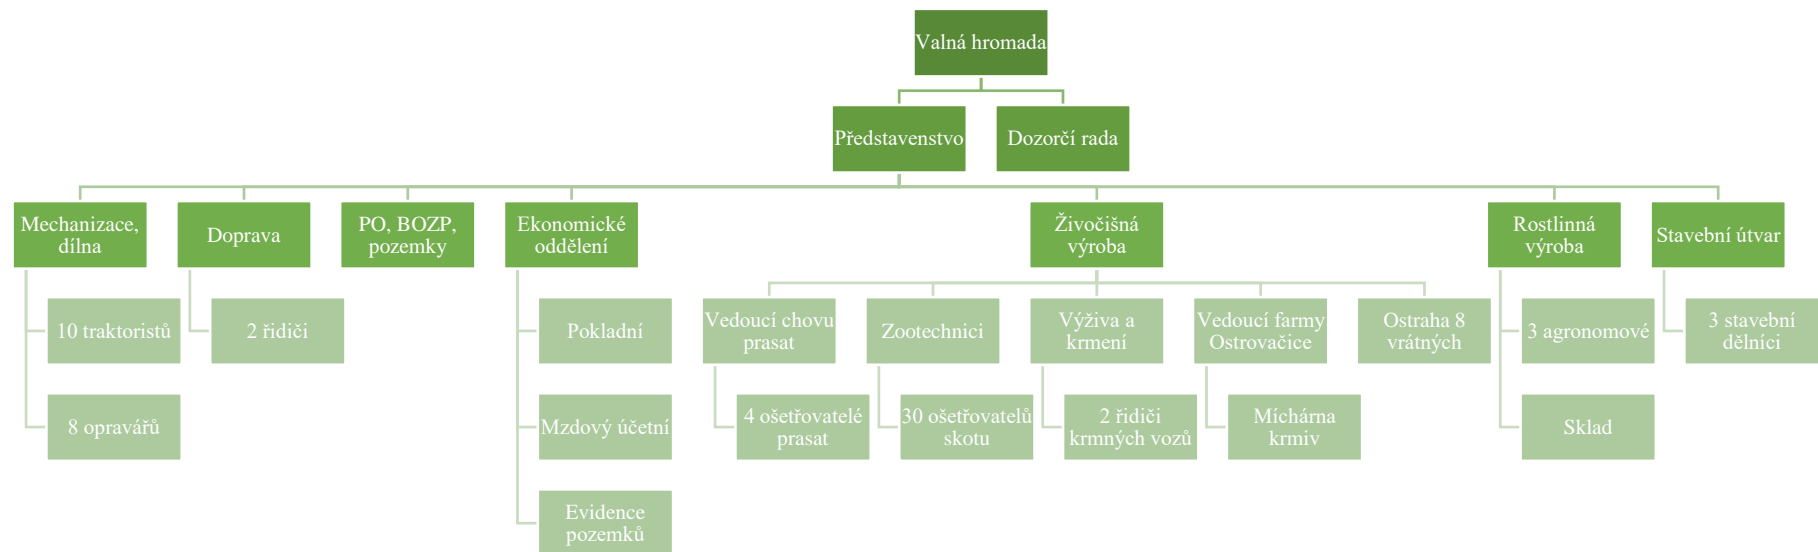 Valná hromada
Představenstvo
Dozorčí rada
Mechanizace,
dílna
Doprava
PO, BOZP,
pozemky
Ekonomické
oddělení
Živočišná
výroba
Rostlinná
výroba
Stavební útvar
10 traktoristů
2 řidiči
Pokladní
Vedoucí chovu
prasat
Zootechnici
Výživa a
krmení
Vedoucí farmy
Ostrovačice
Ostraha 8
vrátných
3 agronomové
3 stavební
dělníci
8 opravářů
Mzdový účetní
4 ošetřovatelé
prasat
30 ošetřovatelů
skotu
2 řidiči
krmných vozů
Míchárna
krmiv
Sklad
Evidence
pozemků